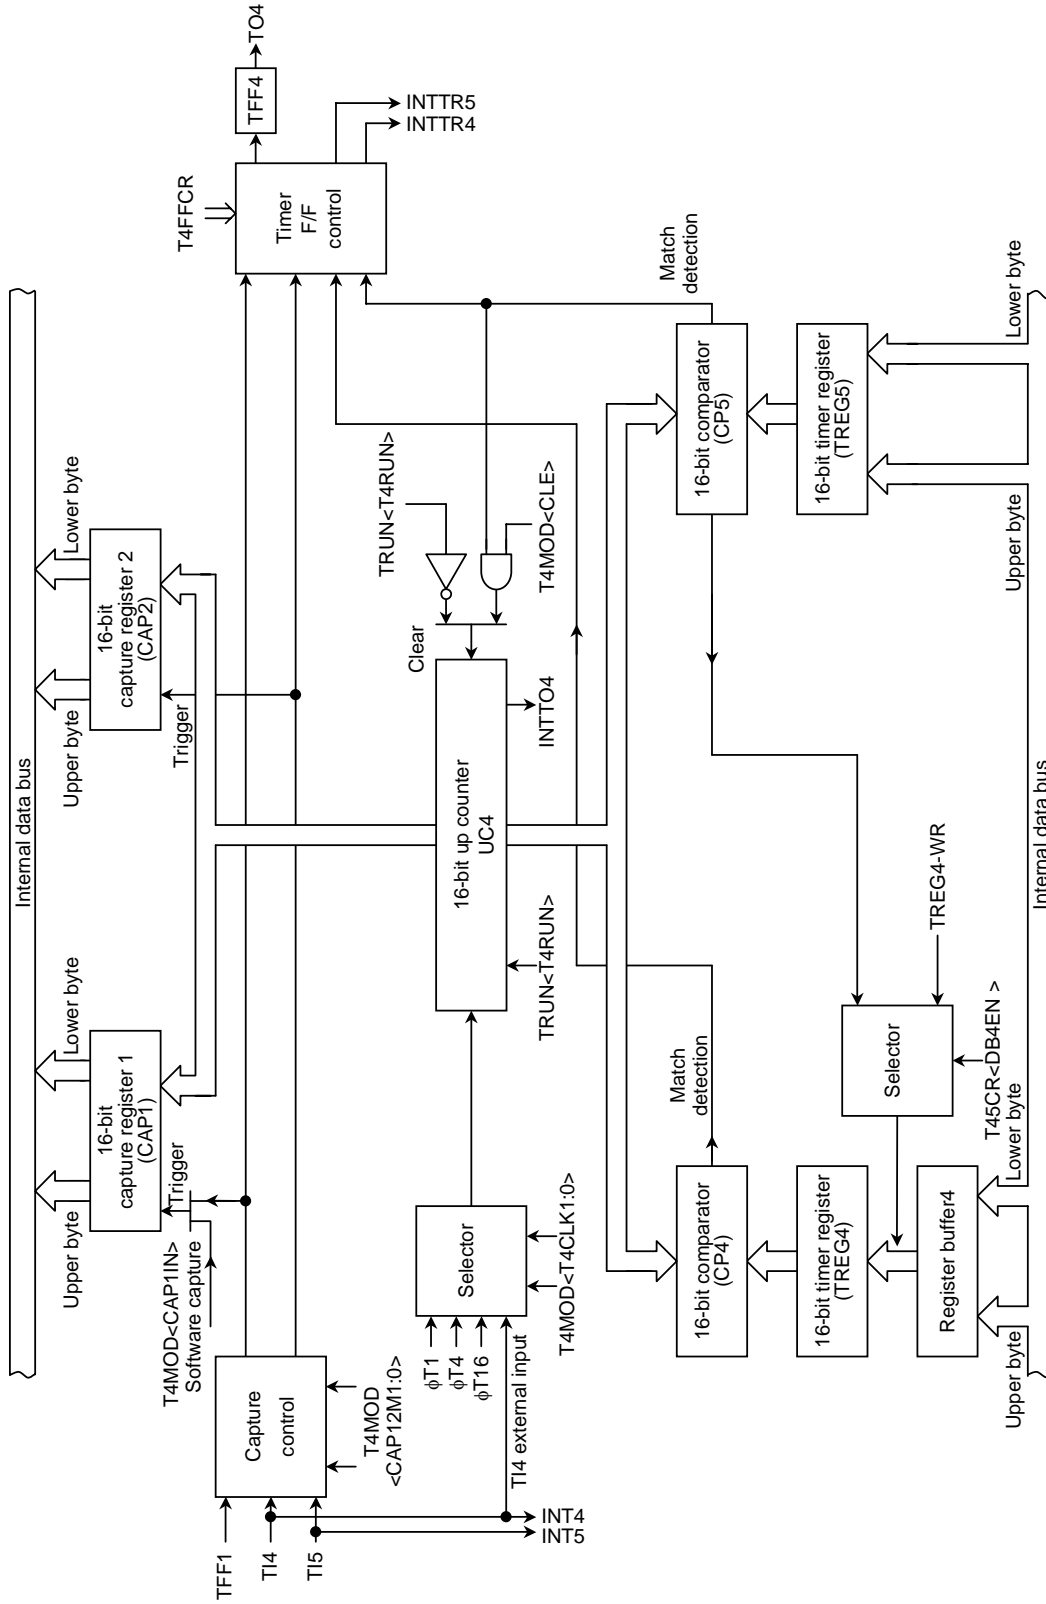 Internal data bus
Upper byte
Lower byte
Upper byte
Lower byte
16-bit
capture register 1
(CAP1)
16-bit
capture register 2
(CAP2)
T4MOD<CAP1IN>
Software capture
Trigger
Trigger
T4FFCR
TFF1
TI4
TI5
Capture
control
T4MOD
<CAP12M1:0>
Timer
F/F
control
TFF4
TO4
INTTR5
INTTR4
TRUN<T4RUN>
Clear
T4MOD<CLE>
φT1
φT4
φT16
TI4 external input
Selector
T4MOD<T4CLK1:0>
16-bit up counter
UC4
TRUN<T4RUN>
INTTO4
INT4
INT5
Match
detection
Match
detection
16-bit comparator
(CP4)
16-bit comparator
(CP5)
16-bit timer register
(TREG4)
16-bit timer register
(TREG5)
Selector
TREG4-WR
T45CR<DB4EN >
Register buffer4
Upper byte
Lower byte
Upper byte
Lower byte
Internal data bus